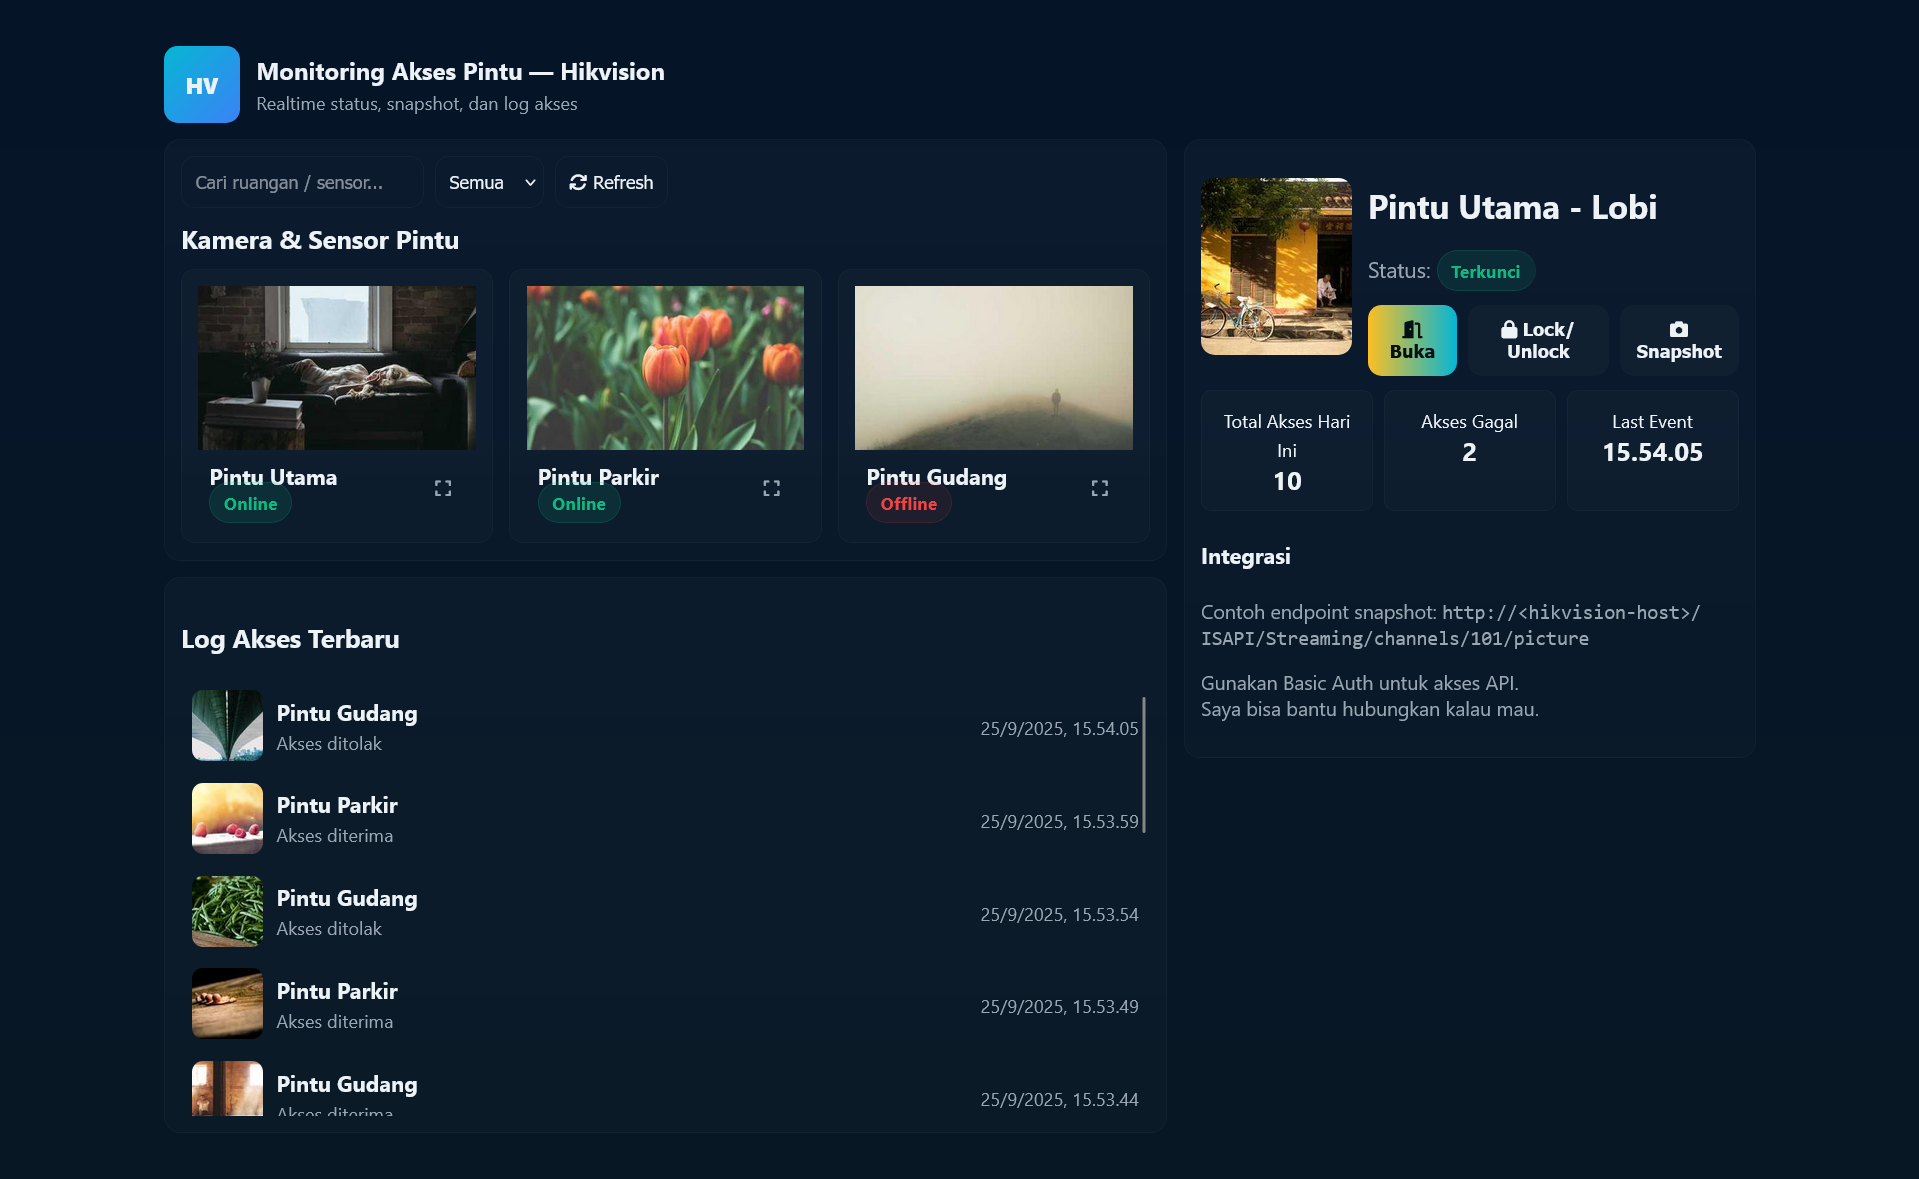 HV
Monitoring Akses Pintu — Hikvision
Realtime status, snapshot, dan log akses
Cari ruangan / sensor...
Semua
Refresh
Kamera & Sensor Pintu
Pintu Utama
Online
Pintu Parkir
Online
Pintu Gudang
Offline
Log Akses Terbaru
Pintu Gudang
Akses ditolak
25/9/2025, 15.54.05
Pintu Parkir
Akses diterima
25/9/2025, 15.53.59
Pintu Gudang
Akses ditolak
25/9/2025, 15.53.54
Pintu Parkir
Akses diterima
25/9/2025, 15.53.49
Pintu Gudang
Akses diterima
25/9/2025, 15.53.44
Pintu Utama - Lobi
Status: Terkunci
Buka
Lock/
Unlock
Snapshot
Total Akses Hari
Ini
10
Akses Gagal
2
Last Event
15.54.05
Integrasi
Contoh endpoint snapshot: http://<hikvision-host>/
ISAPI/Streaming/channels/101/picture
Gunakan Basic Auth untuk akses API.
Saya bisa bantu hubungkan kalau mau.